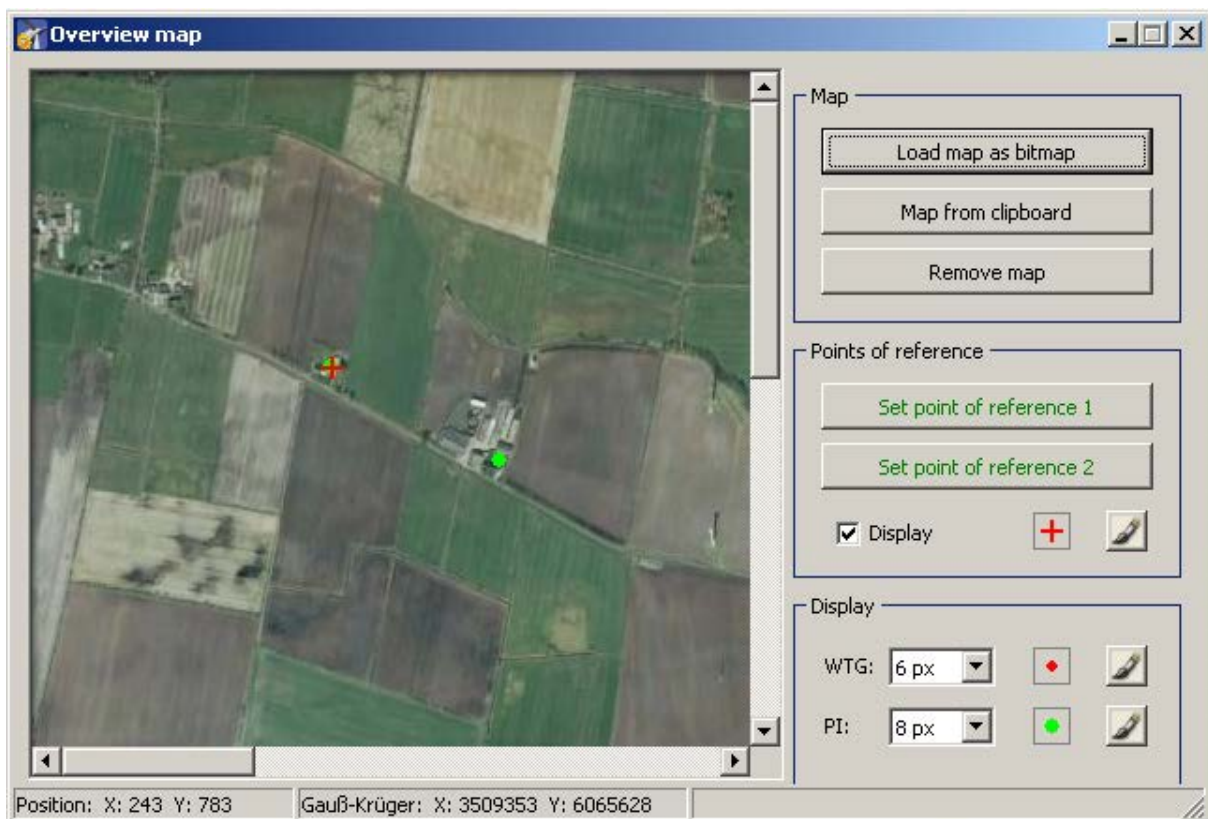 Overview map
Map
Load map as bitmap
Map from clipboard
Remove map
Points of reference
Set point of reference 1
Set point of reference 2
Display
Display
WTG: 6 px
PI: 8 px
Position: X: 243 Y: 783 Gauß-Krüger: X: 3509353 Y: 6065628